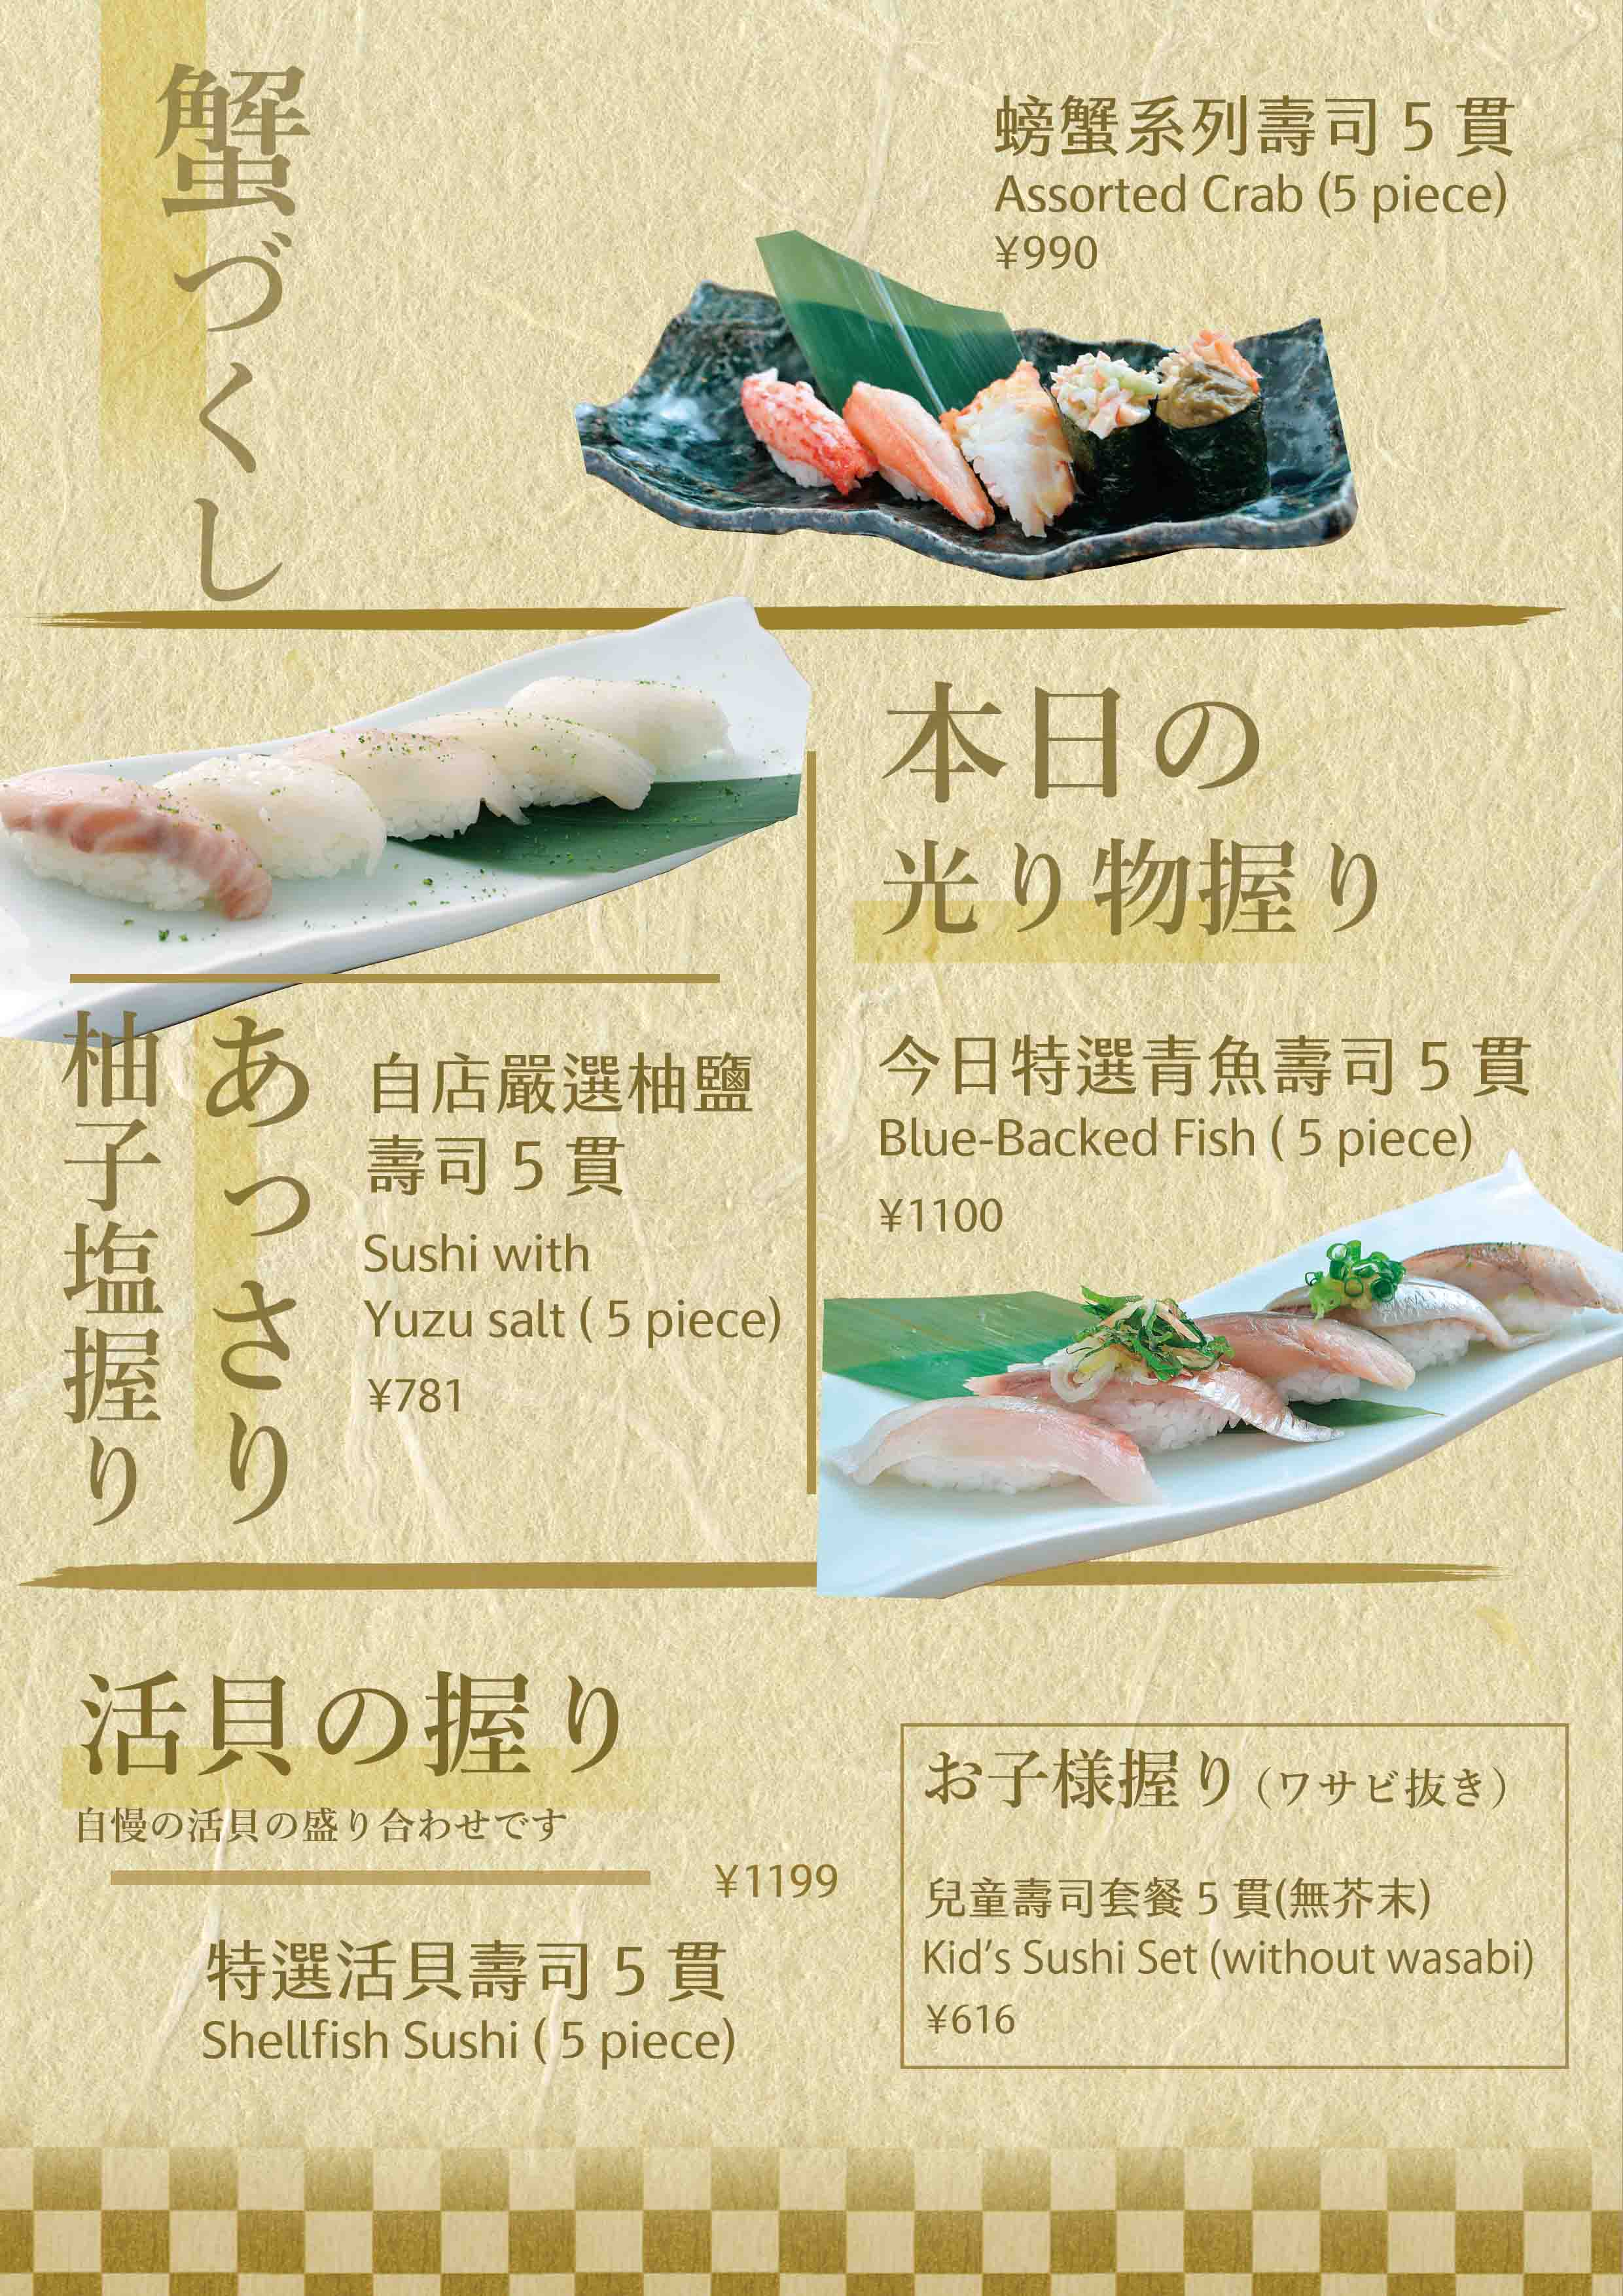 蟹づくし
螃蟹系列壽司 5 貫
Assorted Crab (5 piece)
¥990
あっさり
柚子塩握り
自店嚴選柚鹽
壽司 5 貫
Sushi with
Yuzu salt ( 5 piece)
¥781
本日の
光り物握り
今日特選青魚壽司 5 貫
Blue-Backed Fish ( 5 piece)
¥1100
活貝の握り
自慢の活貝の盛り合わせです
¥1199
特選活貝壽司 5 貫
Shellfish Sushi ( 5 piece)
お子様握り（ワサビ抜き）
兒童壽司套餐 5 貫(無芥末)
Kid’s Sushi Set (without wasabi)
¥616